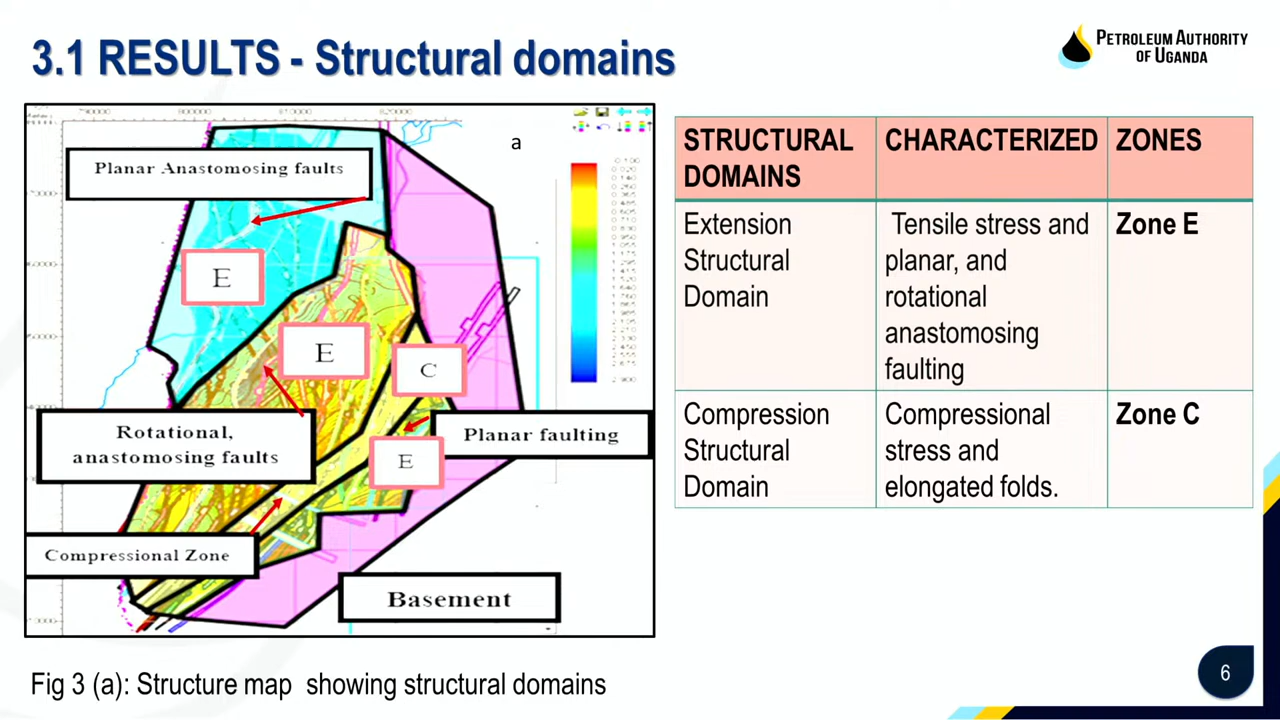 3.1 RESULTS - Structural domains
PETROLEUM AUTHORITY
OF UGANDA
a
Planar Anastomosing faults
E
E
C
Rotational,
anastomosing faults
Planar faulting
E
Compressional Zone
Basement
STRUCTURAL
DOMAINS
CHARACTERIZED
ZONES
Extension
Structural
Domain
Tensile stress and
planar, and
rotational
anastomosing
faulting
Zone E
Compression
Structural
Domain
Compressional
stress and
elongated folds.
Zone C
Fig 3 (a): Structure map showing structural domains
6